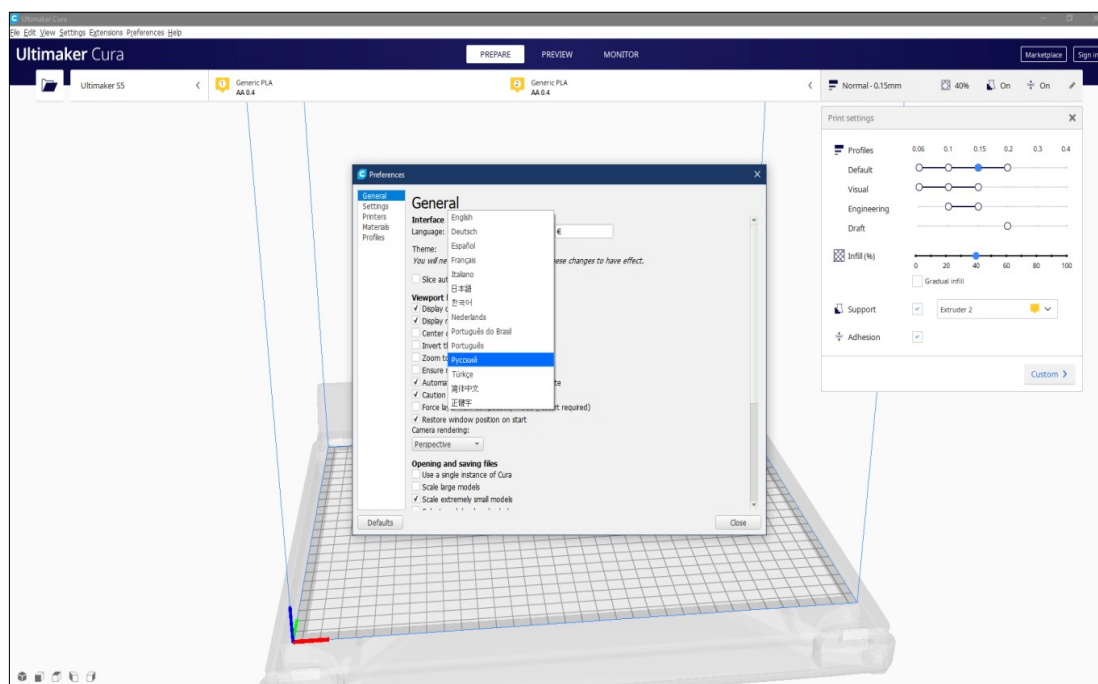 Ultimaker Cura
File Edit View Settings Extensions Preferences Help
Ultimaker Cura
PREPARE PREVIEW MONITOR
Marketplace Sign in
Ultimaker S5
1 Generic PLA
AA 0.4
2 Generic PLA
AA 0.4
Normal - 0.15mm 40% On On
Print settings
Profiles 0.06 0.1 0.15 0.2 0.3 0.4
Default
Visual
Engineering
Draft
Infill (%)
0 20 40 60 80 100
Gradual infill
Support Extruder 2
Adhesion
Custom
Preferences
General
Settings
Printers
Materials
Profiles
General
Interface
Language: €
Theme:
You will ne ese changes to have effect.
Slice aut
Viewport
Display
Display
Center
Invert th
Zoom to
Ensure
Automa te
Caution
Force la t required)
Restore window position on start
Camera rendering:
Perspective
Opening and saving files
Use a single instance of Cura
Scale large models
Scale extremely small models
Defaults Close
English
Deutsch
Español
Français
Italiano
日本語
한국어
Nederlands
Português do Brasil
Português
Русский
Türkçe
简体中文
正體字